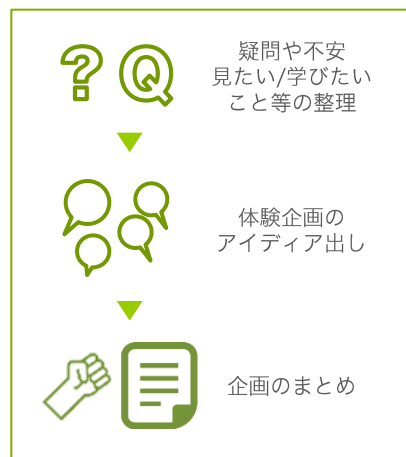 ? Q
疑問や不安
見たい/学びたい
こと等の整理
体験企画の
アイディア出し
企画のまとめ